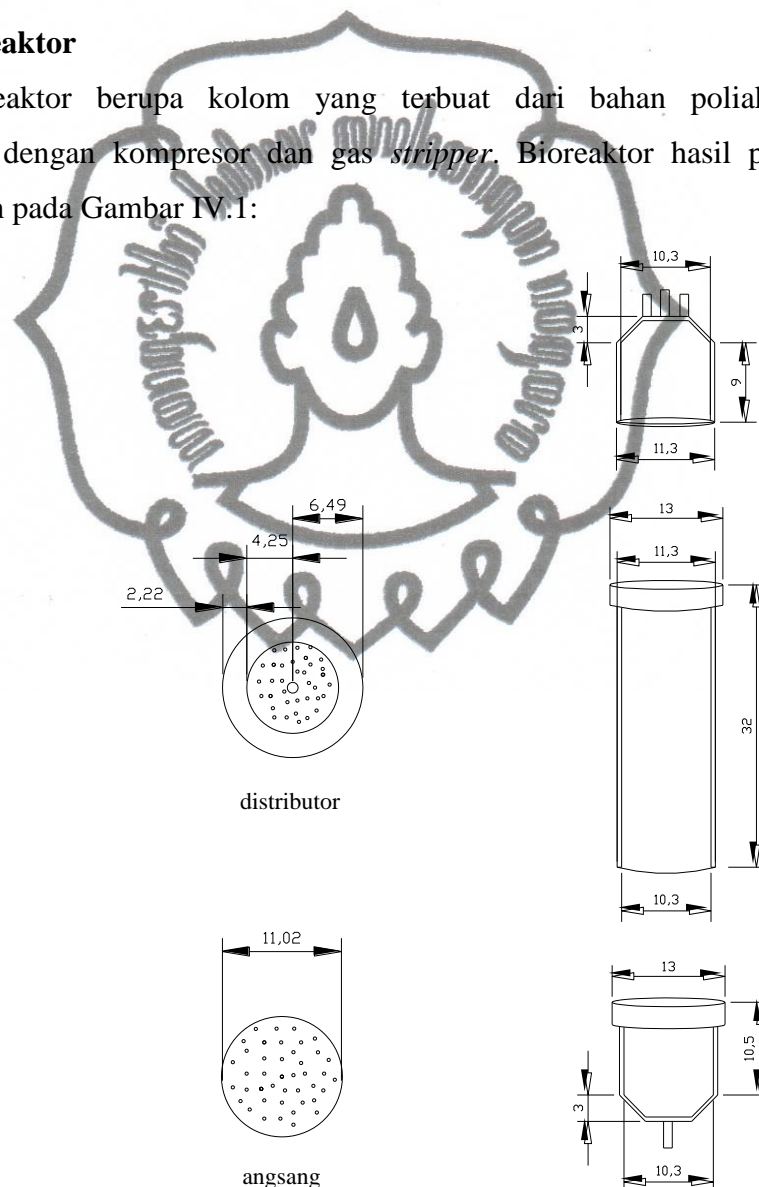 eaktor
eaktor berupa kolom yang terbuat dari bahan polial
dengan kompresor dan gas stripper. Bioreaktor hasil p
n pada Gambar IV.1:
10,3
3
9
11,3
13
11,3
32
10,3
6,49
4,25
2,22
distributor
11,02
angsang
13
10,5
3
10,3